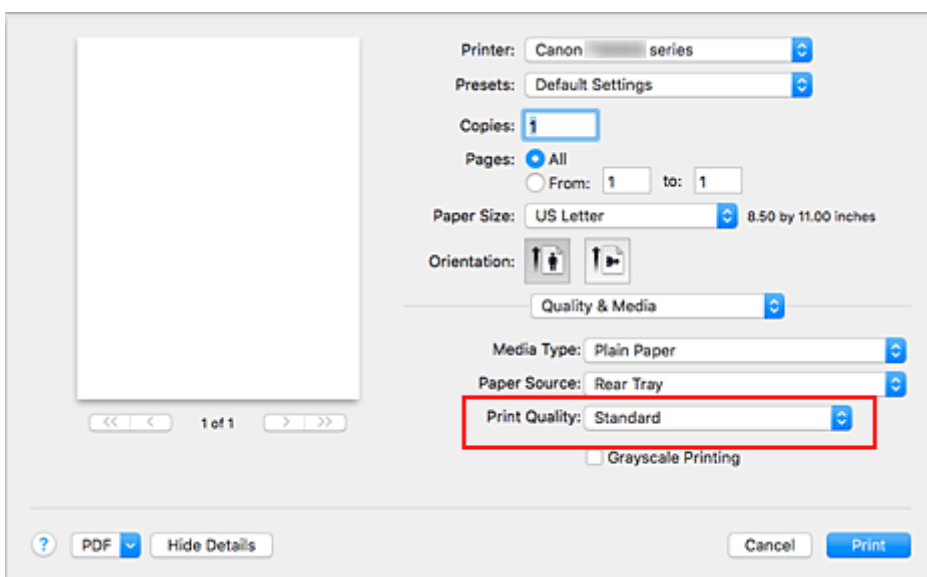 Printer: Canon series
Presets: Default Settings
Copies: 1
Pages: All
From: 1 to: 1
Paper Size: US Letter 8.50 by 11.00 inches
Orientation:
Quality & Media
Media Type: Plain Paper
Paper Source: Rear Tray
<< < 1 of 1 > >> Print Quality: Standard
Grayscale Printing
? PDF Hide Details Cancel Print